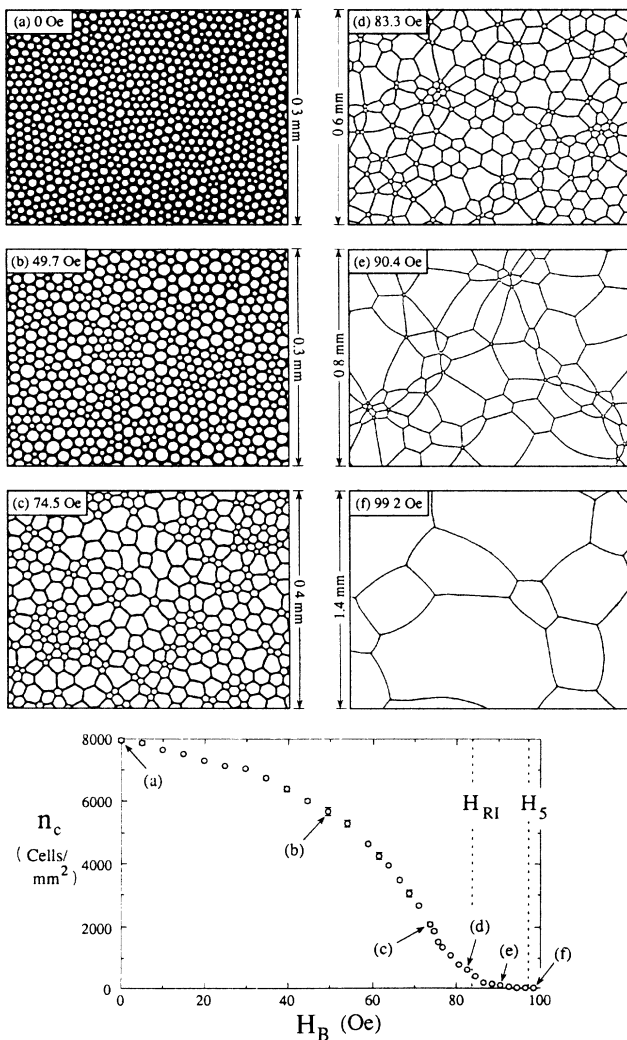 (a) 0 Oe
0 3 mm
(d) 83.3 Oe
0 6 mm
(b) 49.7 Oe
0.3 mm
(e) 90.4 Oe
0.8 mm
(c) 74.5 Oe
0 4 mm
(f) 99 2 Oe
1.4 mm
8000
6000
4000
2000
0
n_c
( Cells/
mm²)
(a)
(b)
(c)
(d)
(e)
(f)
H_RI
H_5
0
20
40
60
80
100
H_B (Oe)